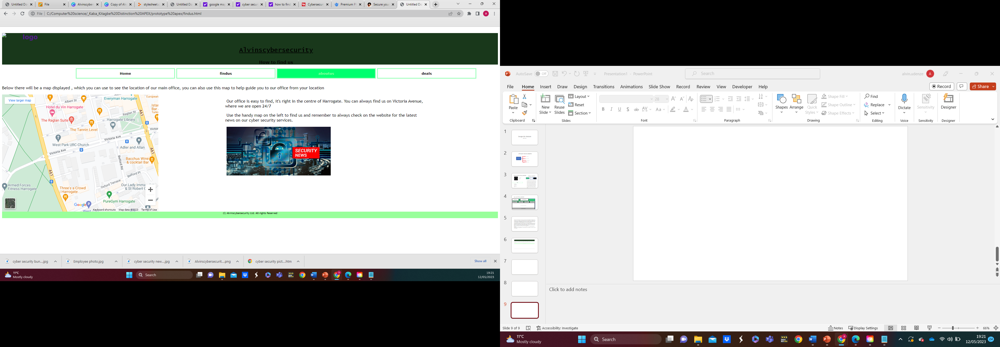 Untitled Do
File
Alvinscyber
Copy of Al
stylesheet.c
Untitled Do
google ma
cyber secu
how to find
Cybersecu
Premium P
Secure you
Untitled Do
File
C:/Computer%20science/_Kaba_Kitagbe%20Distinction%20APEX/prototype%20apex/findus.html
a
logo
Alvinscybersecurity
How to find us
Home
findus
aboutus
deals
Below there will be a map displayed , which you can use to see the location of our main office, you can also use this map to help guide you to our office from your location
View larger map
Albert St
Everyman Harrogate
European
Hotel du Vin Harrogate
Raglan St
A61
The Raglan Suite
Harrogate Library
The Tannin Level
Victor
Victoria Ave
West Park URC Church
Adler and Allan
Victoria Ave
A61
Belford Rd
Bacchus Wine
& cocktail Bar
A61
Belford Pl
Armed Forces
Fitness Harrogate
Oxford Terrace
Our Lady Imma
& St Robert
Three's a Crowd
| Harrogate
PureGym Harrogate
Google
West
Keyboard shortcuts
Map data ©2023
Terms of Use
Our office is easy to find, it's right in the centre of Harrogate. You can always find us on Victoria Avenue,
where we are open 24/7
Use the handy map on the left to find us and remember to always check on the website for the latest
news on our cyber security services.
SECURITY
NEWS
(C) Alvinscybersecurity Ltd. All rights Reserved
cyber security bun....jpg
Employee photo.jpg
cyber security new....jpg
Alvinscybersecurit....png
cyber security pict....htm
Show all
11°C
Mostly cloudy
Search
19:21
12/05/2023
AutoSave
Off
Presentation1 - PowerPoint
Search
alvin.udenze
A
File
Home
Insert
Draw
Design
Transitions
Animations
Slide Show
Record
Review
View
Developer
Help
Record
Share
Paste
Clipboard
New
Slide
Reuse
Slides
Layout
Reset
Section
Slides
28
Font
Paragraph
Shapes
Arrange
Quick
Styles
Shape Fill
Shape Outline
Shape Effects
Drawing
Find
Replace
Select
Editing
Dictate
Voice
Sensitivity
Sensitivity
Designer
Designer
1
2
3
4
5
6
7
8
9
Click to add notes
Slide 9 of 9
Accessibility: Investigate
Notes
Display Settings
66%
11°C
Mostly cloudy
Search
19:21
12/05/2023
24